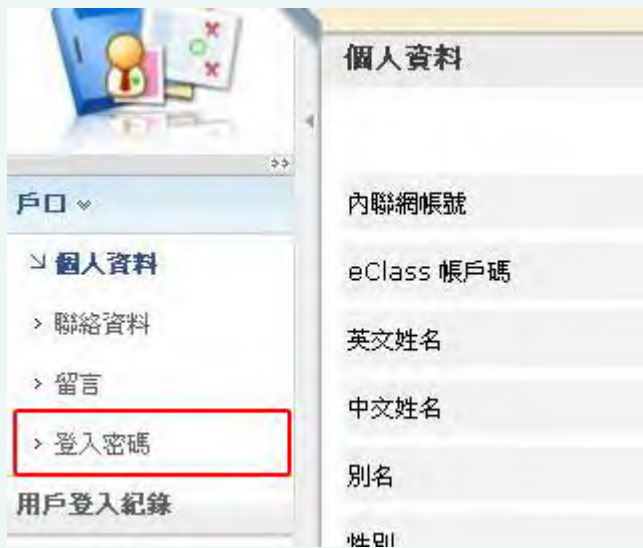 戶口
個人資料
聯絡資料
留言
登入密碼
用戶登入紀錄
個人資料
內聯網帳號
eClass 帳戶碼
英文姓名
中文姓名
別名
性別